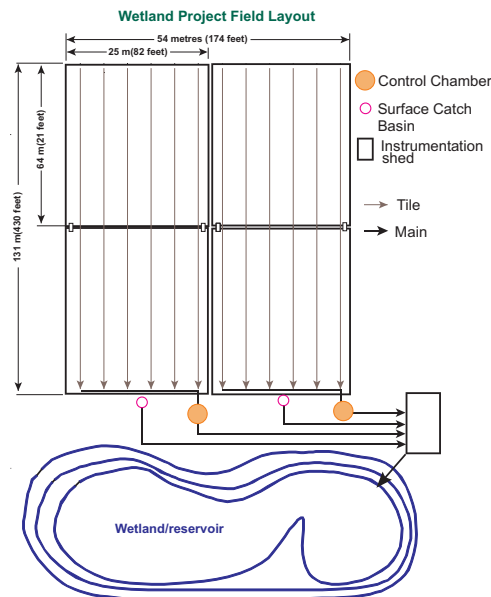 Wetland Project Field Layout
54 metres (174 feet)
25 m(82 feet)
64 m(21 feet)
131 m(430 feet)
Control Chamber
Surface Catch
Basin
Instrumentation
shed
Tile
Main
Wetland/reservoir